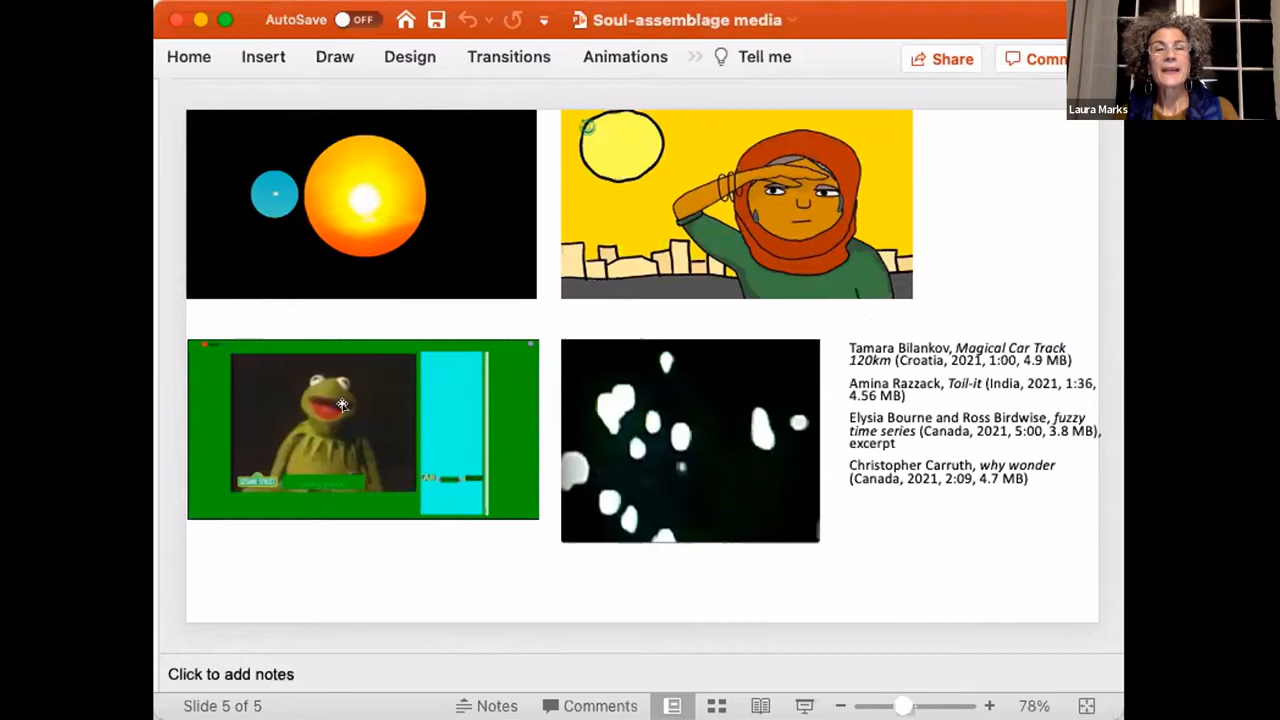 AutoSave OFF Soul-assemblage media
Home Insert Draw Design Transitions Animations Tell me Share Comm
Laura Marks
SESAME STREET
Tamara Bilankov, Magical Car Track
120km (Croatia, 2021, 1:00, 4.9 MB)
Amina Razzack, Toil-it (India, 2021, 1:36,
4.56 MB)
Elysia Bourne and Ross Birdwise, fuzzy
time series (Canada, 2021, 5:00, 3.8 MB),
excerpt
Christopher Carruth, why wonder
(Canada, 2021, 2:09, 4.7 MB)
Click to add notes
Slide 5 of 5 Notes Comments 78%